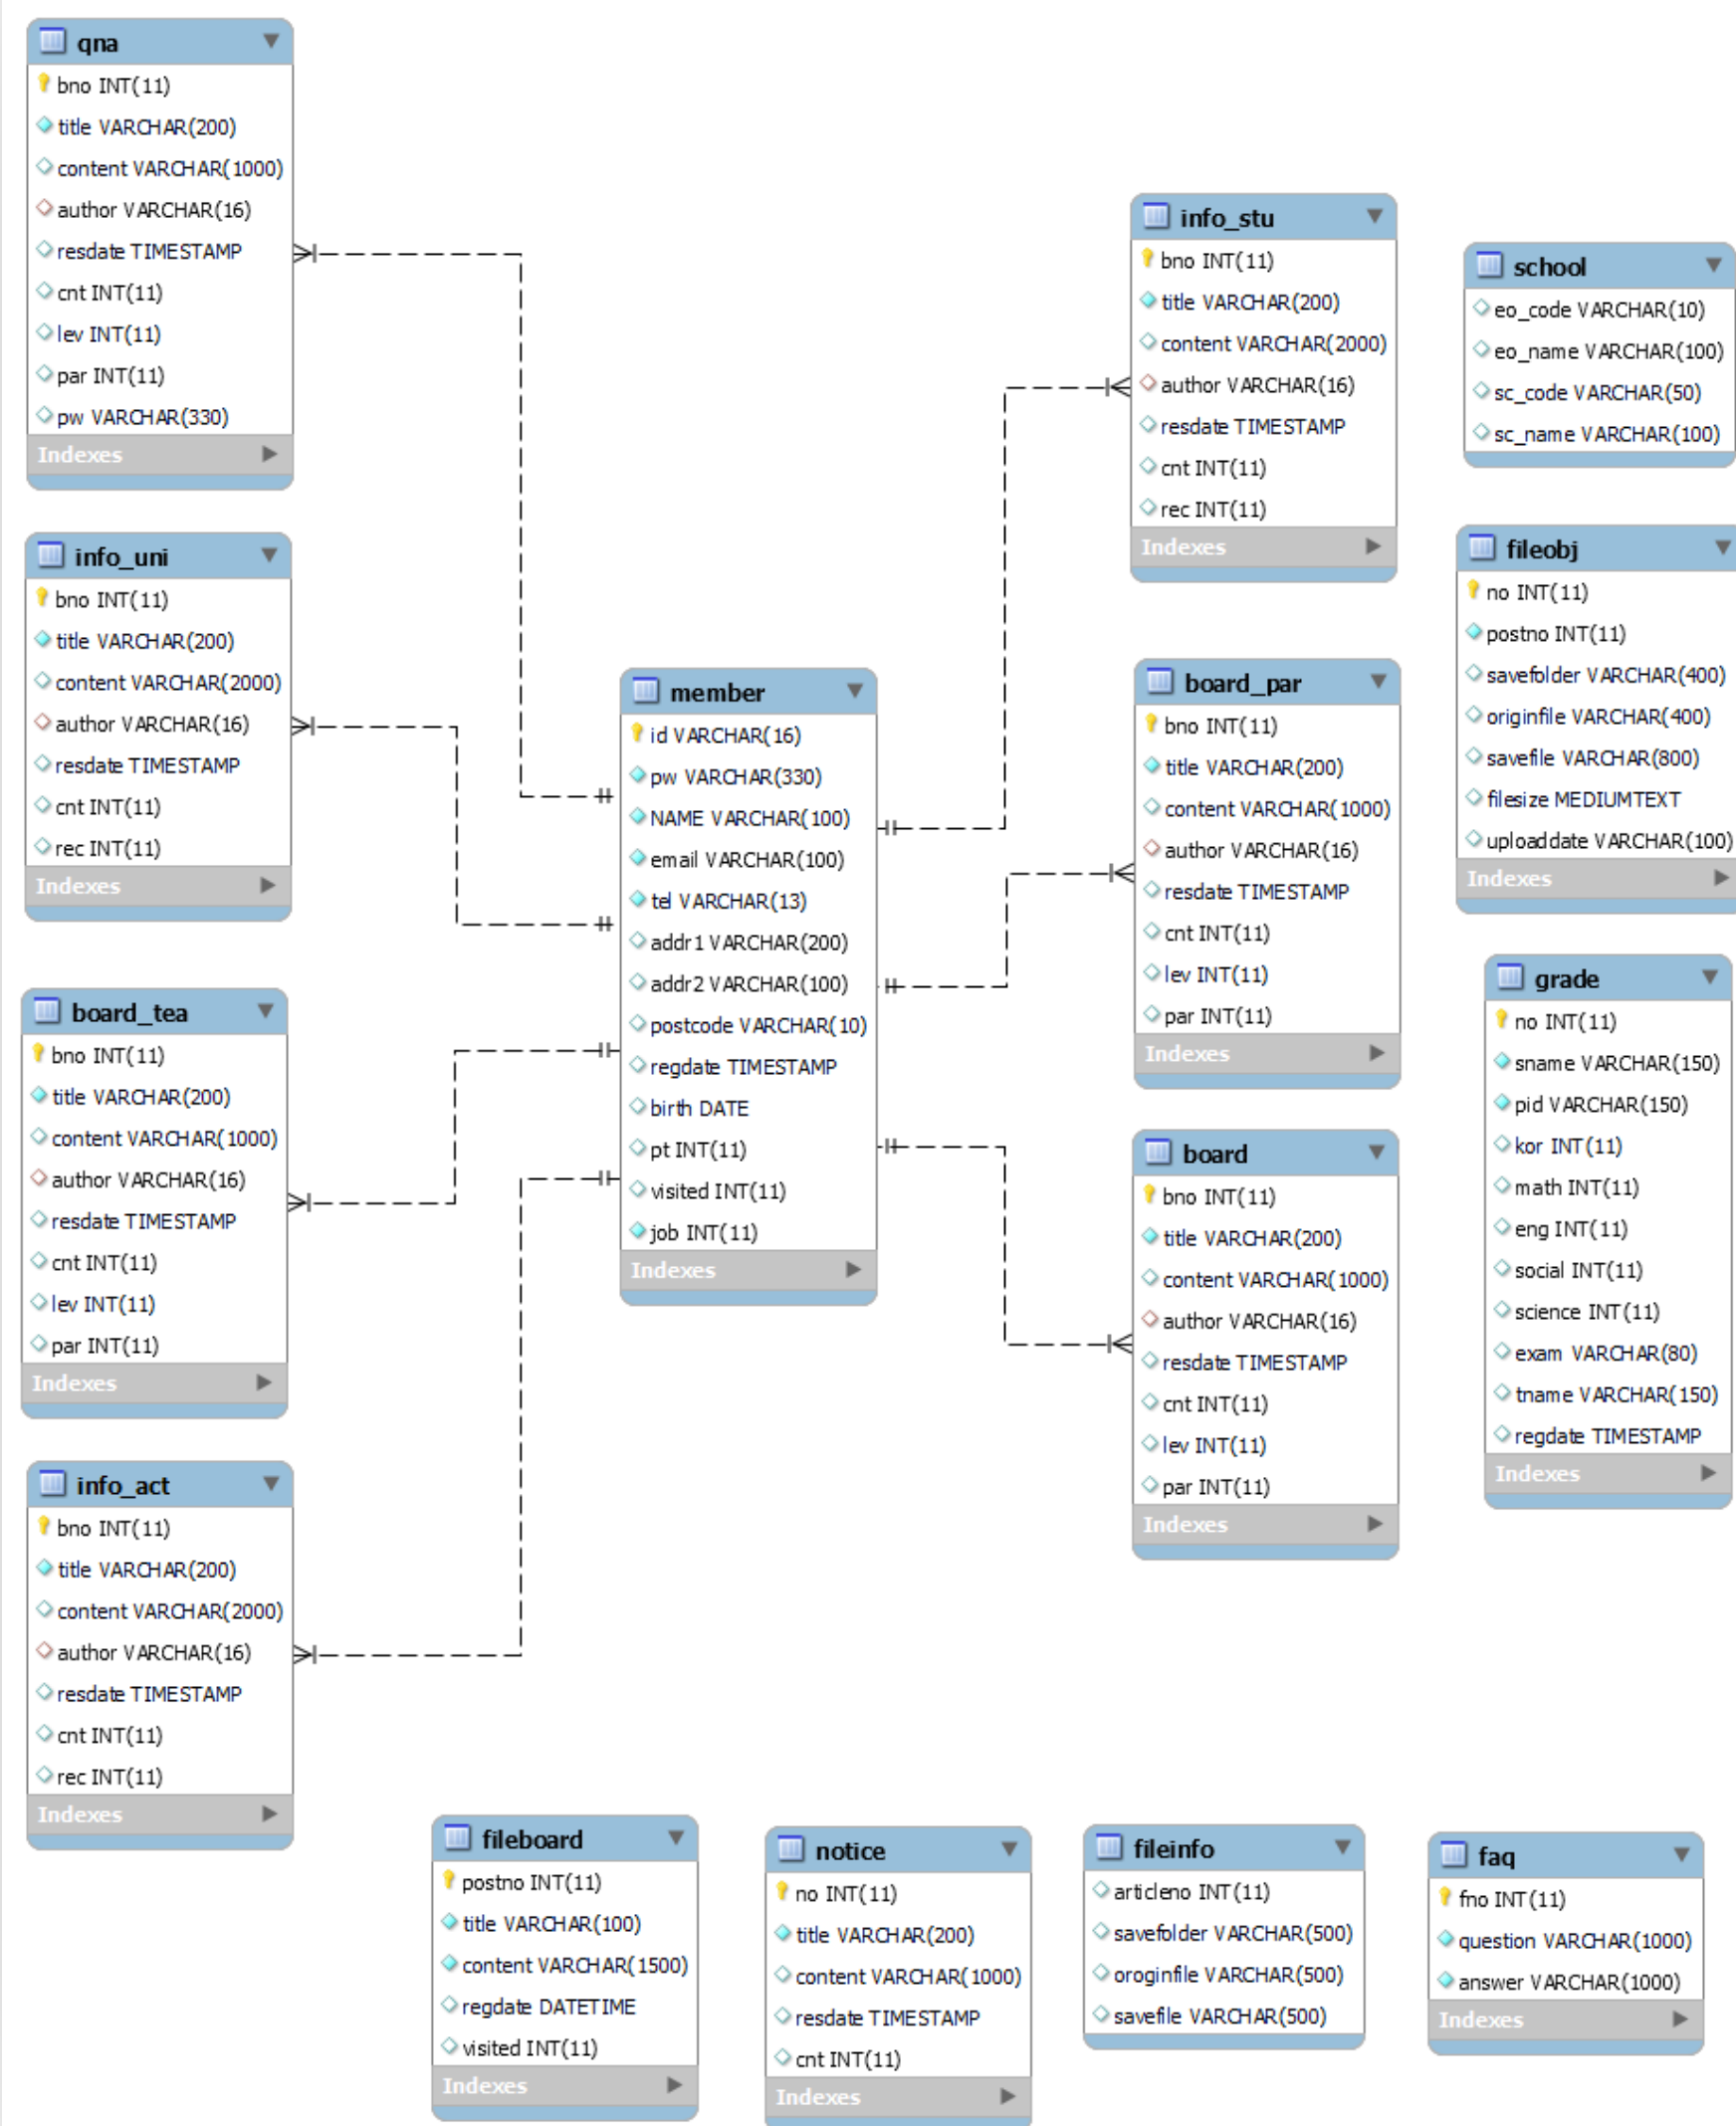 qna
bno INT(11)
title VARCHAR(200)
content VARCHAR(1000)
author VARCHAR(16)
resdate TIMESTAMP
cnt INT(11)
lev INT(11)
par INT(11)
pw VARCHAR(330)
Indexes
info_uni
bno INT(11)
title VARCHAR(200)
content VARCHAR(2000)
author VARCHAR(16)
resdate TIMESTAMP
cnt INT(11)
rec INT(11)
Indexes
board_tea
bno INT(11)
title VARCHAR(200)
content VARCHAR(1000)
author VARCHAR(16)
resdate TIMESTAMP
cnt INT(11)
lev INT(11)
par INT(11)
Indexes
info_act
bno INT(11)
title VARCHAR(200)
content VARCHAR(2000)
author VARCHAR(16)
resdate TIMESTAMP
cnt INT(11)
rec INT(11)
Indexes
member
id VARCHAR(16)
pw VARCHAR(330)
NAME VARCHAR(100)
email VARCHAR(100)
tel VARCHAR(13)
addr1 VARCHAR(200)
addr2 VARCHAR(100)
postcode VARCHAR(10)
regdate TIMESTAMP
birth DATE
pt INT(11)
visited INT(11)
job INT(11)
Indexes
info_stu
bno INT(11)
title VARCHAR(200)
content VARCHAR(2000)
author VARCHAR(16)
resdate TIMESTAMP
cnt INT(11)
rec INT(11)
Indexes
board_par
bno INT(11)
title VARCHAR(200)
content VARCHAR(1000)
author VARCHAR(16)
resdate TIMESTAMP
cnt INT(11)
lev INT(11)
par INT(11)
Indexes
board
bno INT(11)
title VARCHAR(200)
content VARCHAR(1000)
author VARCHAR(16)
resdate TIMESTAMP
cnt INT(11)
lev INT(11)
par INT(11)
Indexes
school
eo_code VARCHAR(10)
eo_name VARCHAR(100)
sc_code VARCHAR(50)
sc_name VARCHAR(100)
fileobj
no INT(11)
postno INT(11)
savefolder VARCHAR(400)
originfile VARCHAR(400)
savefile VARCHAR(800)
filesize MEDIUMTEXT
uploaddate VARCHAR(100)
Indexes
grade
no INT(11)
sname VARCHAR(150)
pid VARCHAR(150)
kor INT(11)
math INT(11)
eng INT(11)
social INT(11)
science INT(11)
exam VARCHAR(80)
tname VARCHAR(150)
regdate TIMESTAMP
Indexes
fileboard
postno INT(11)
title VARCHAR(100)
content VARCHAR(1500)
regdate DATETIME
visited INT(11)
Indexes
notice
no INT(11)
title VARCHAR(200)
content VARCHAR(1000)
resdate TIMESTAMP
cnt INT(11)
Indexes
fileinfo
articleno INT(11)
savefolder VARCHAR(500)
oroginfile VARCHAR(500)
savefile VARCHAR(500)
faq
fno INT(11)
question VARCHAR(1000)
answer VARCHAR(1000)
Indexes